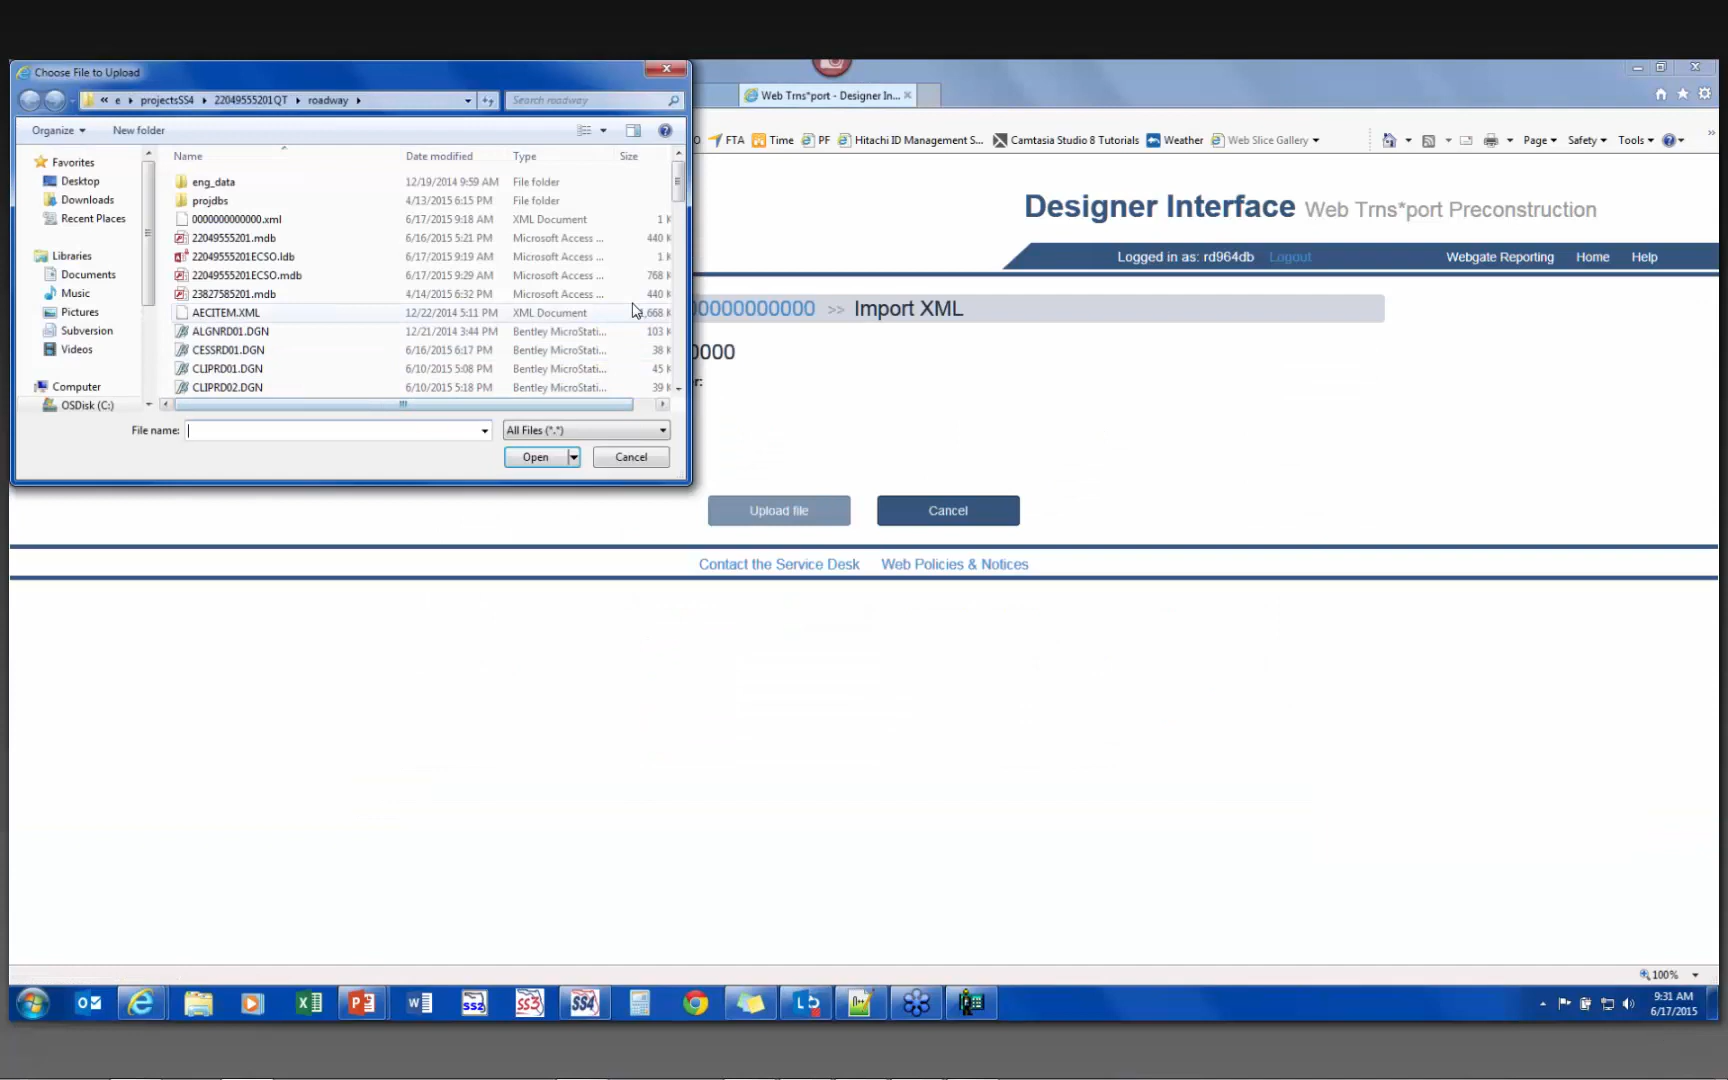 Choose File to Upload
« e ▸ projectsSS4 ▸ 22049555201QT ▸ roadway ▸
Search roadway
Organize
New folder
Favorites
Desktop
Downloads
Recent Places
Libraries
Documents
Music
Pictures
Subversion
Videos
Computer
OSDisk (C:)
Name Date modified Type Size
eng_data 12/19/2014 9:59 AM File folder
projdbs 4/13/2015 6:15 PM File folder
0000000000000.xml 6/17/2015 9:18 AM XML Document 1 K
22049555201.mdb 6/16/2015 5:21 PM Microsoft Access ... 440 K
22049555201ECSO.ldb 6/17/2015 9:19 AM Microsoft Access ... 1 K
22049555201ECSO.mdb 6/17/2015 9:29 AM Microsoft Access ... 768 K
23827585201.mdb 4/14/2015 6:32 PM Microsoft Access ... 440 K
AECITEM.XML 12/22/2014 5:11 PM XML Document ,668 K
ALGNRD01.DGN 12/21/2014 3:44 PM Bentley MicroStati... 103 K
CESSRD01.DGN 6/16/2015 6:17 PM Bentley MicroStati... 38 K
CLIPRD01.DGN 6/10/2015 5:08 PM Bentley MicroStati... 45 K
CLIPRD02.DGN 6/10/2015 5:18 PM Bentley MicroStati... 39 K
File name:
All Files (*.*)
Open
Cancel
Web Trns*port - Designer In...
FTA Time PF Hitachi ID Management S... Camtasia Studio 8 Tutorials Weather Web Slice Gallery
Page Safety Tools
Designer Interface Web Trns*port Preconstruction
Logged in as: rd964db Logout Webgate Reporting Home Help
00000000000 >> Import XML
0000
r:
Upload file
Cancel
Contact the Service Desk Web Policies & Notices
100%
SS2 SS3 SS4
9:31 AM
6/17/2015